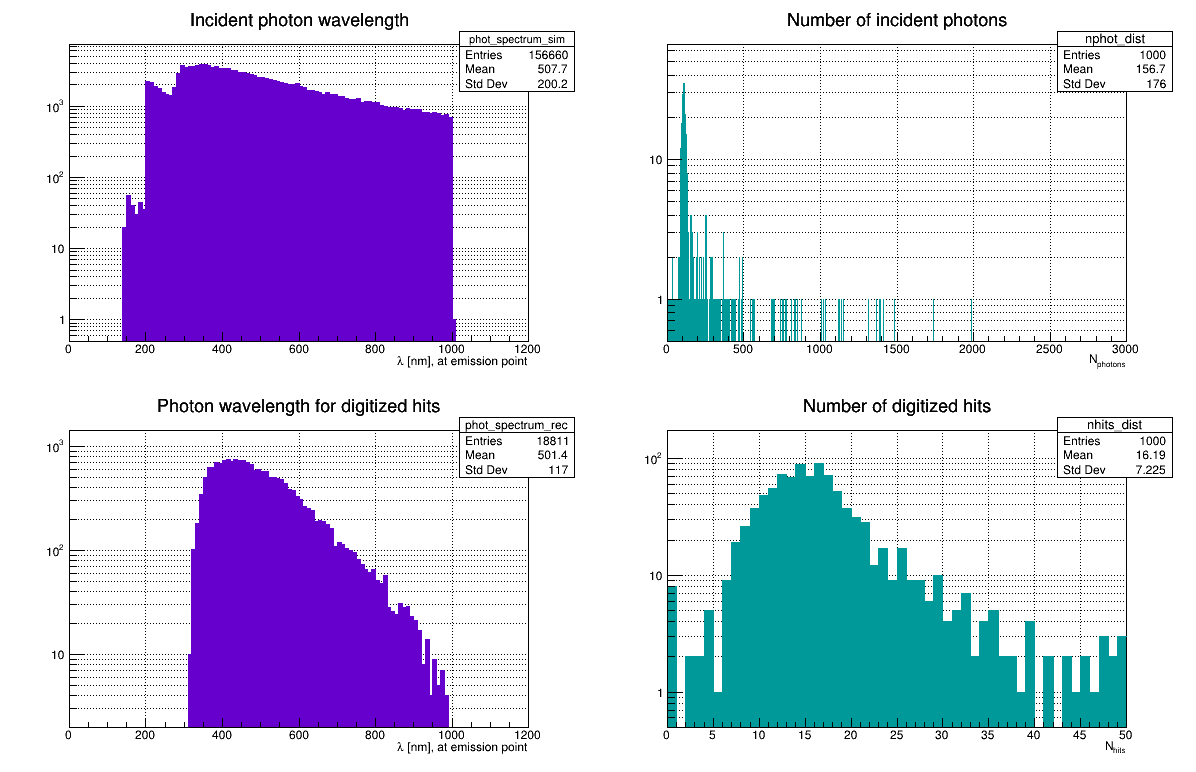 Incident photon wavelength
phot_spectrum_sim
Entries 156660
Mean 507.7
Std Dev 200.2
10³
10²
10
1
0 200 400 600 800 1000 1200
λ [nm], at emission point
Number of incident photons
nphot_dist
Entries 1000
Mean 156.7
Std Dev 176
10
1
0 500 1000 1500 2000 2500 3000
Nphotons
Photon wavelength for digitized hits
phot_spectrum_rec
Entries 18811
Mean 501.4
Std Dev 117
10³
10²
10
0 200 400 600 800 1000 1200
λ [nm], at emission point
Number of digitized hits
nhits_dist
Entries 1000
Mean 16.19
Std Dev 7.225
10²
10
1
0 5 10 15 20 25 30 35 40 45 50
Nhits